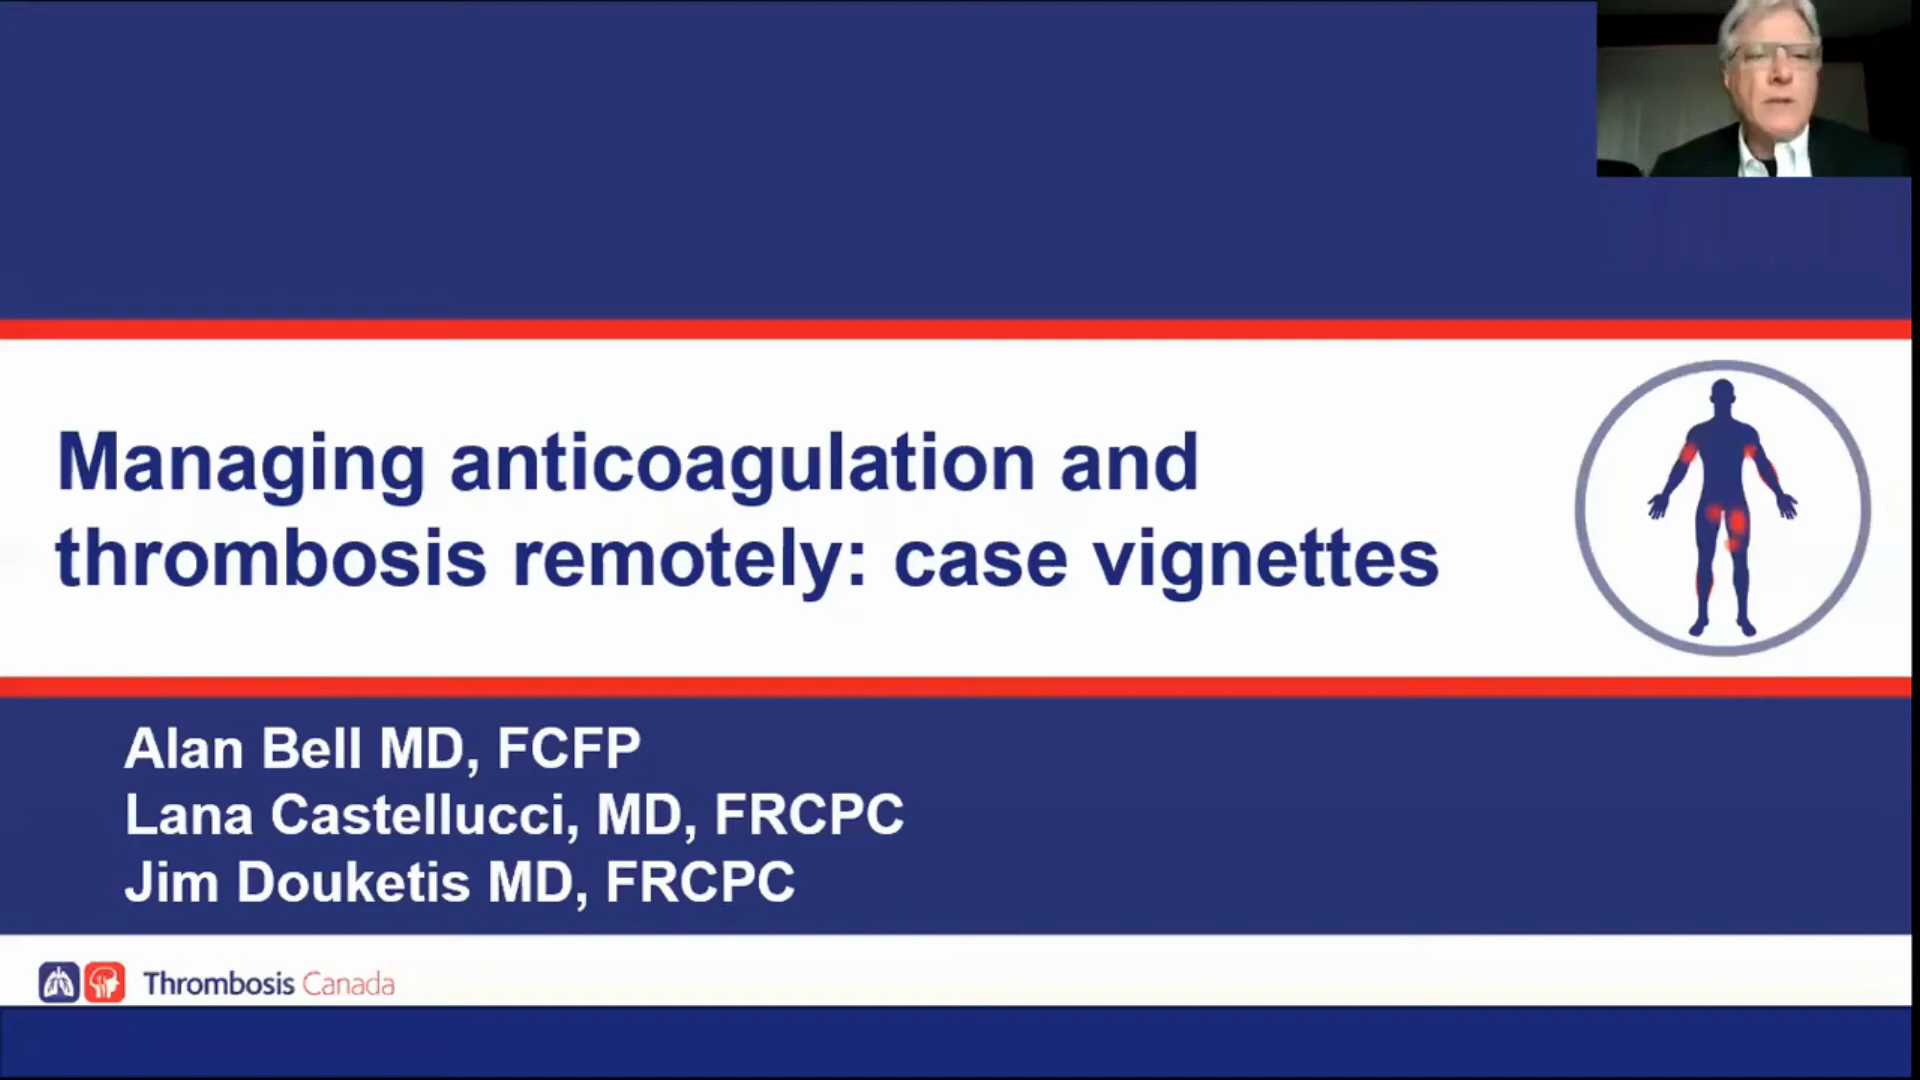 Managing anticoagulation and
thrombosis remotely: case vignettes
Alan Bell MD, FCFP
Lana Castellucci, MD, FRCPC
Jim Douketis MD, FRCPC
Thrombosis Canada